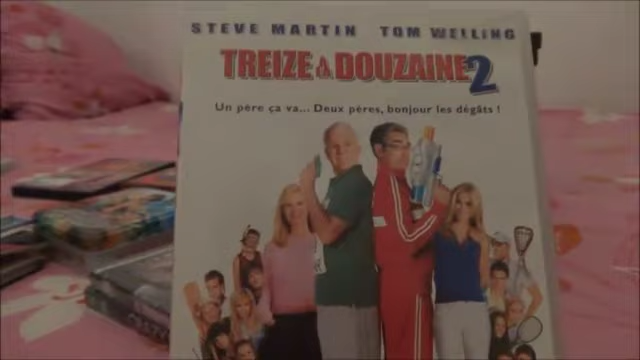 STEVE MARTIN TOM WELLING
TREIZE À DOUZAINE 2
Un père ça va... Deux pères, bonjour les dégâts !